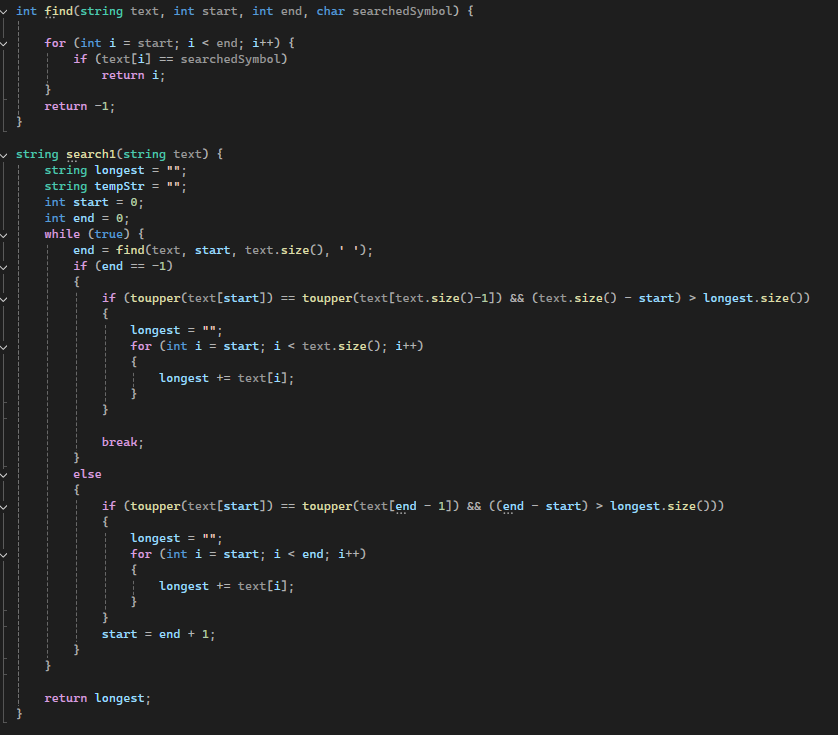 int find(string text, int start, int end, char searchedSymbol) {
    for (int i = start; i < end; i++) {
        if (text[i] == searchedSymbol)
            return i;
    }
    return -1;
}
string search1(string text) {
    string longest = "";
    string tempStr = "";
    int start = 0;
    int end = 0;
    while (true) {
        end = find(text, start, text.size(), ' ');
        if (end == -1)
        {
            if (toupper(text[start]) == toupper(text[text.size()-1]) && (text.size() - start) > longest.size())
            {
                longest = "";
                for (int i = start; i < text.size(); i++)
                {
                    longest += text[i];
                }
            }
            break;
        }
        else
        {
            if (toupper(text[start]) == toupper(text[end - 1]) && ((end - start) > longest.size()))
            {
                longest = "";
                for (int i = start; i < end; i++)
                {
                    longest += text[i];
                }
            }
            start = end + 1;
        }
    }
    return longest;
}